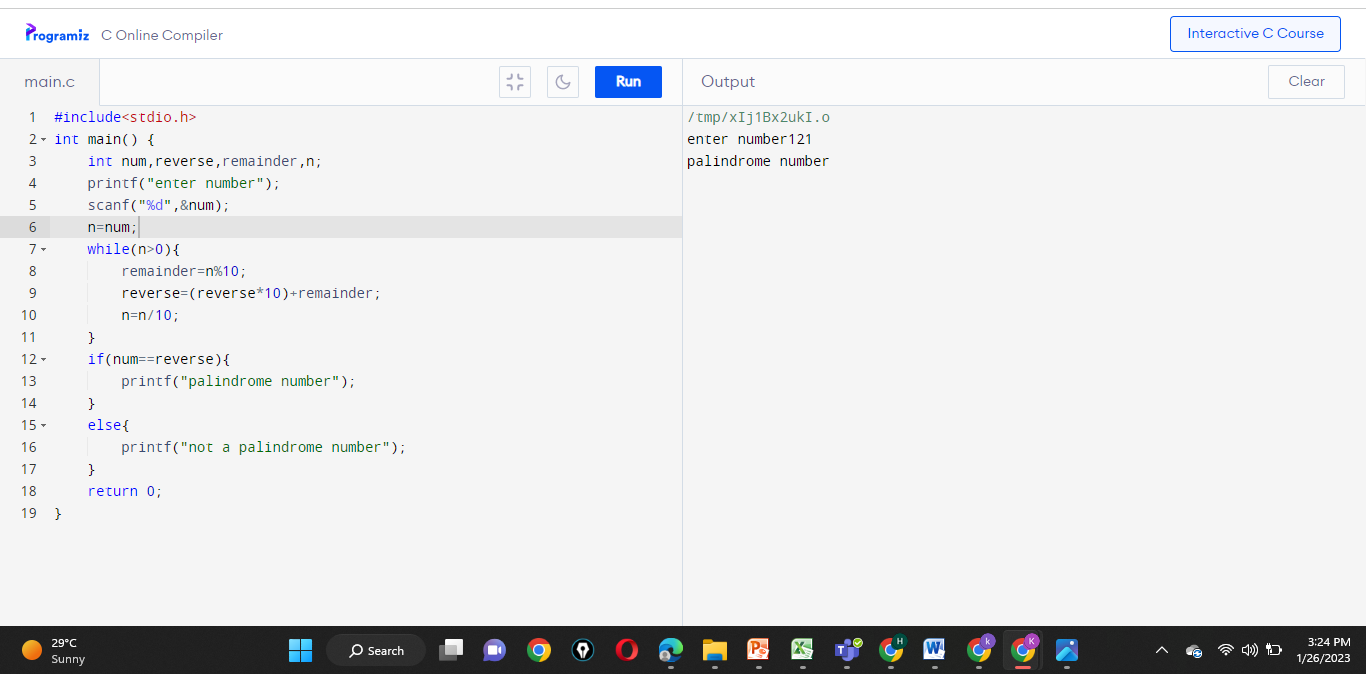 Programiz C Online Compiler
Interactive C Course
main.c
Run
Output
Clear
1 #include<stdio.h>
2 int main() {
3 int num,reverse,remainder,n;
4 printf("enter number");
5 scanf("%d",&num);
6 n=num;
7 while(n>0){
8 remainder=n%10;
9 reverse=(reverse*10)+remainder;
10 n=n/10;
11 }
12 if(num==reverse){
13 printf("palindrome number");
14 }
15 else{
16 printf("not a palindrome number");
17 }
18 return 0;
19 }
/tmp/xIj1Bx2ukI.o
enter number121
palindrome number
29°C
Sunny
Search
H
k
K
3:24 PM
1/26/2023